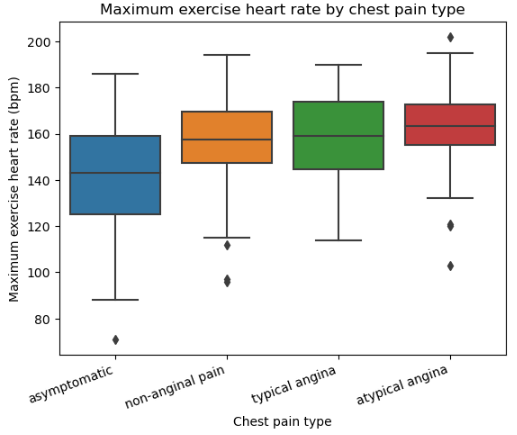 Maximum exercise heart rate by chest pain type
Maximum exercise heart rate (bpm)
200
180
160
140
120
100
80
asymptomatic
non-anginal pain
typical angina
atypical angina
Chest pain type